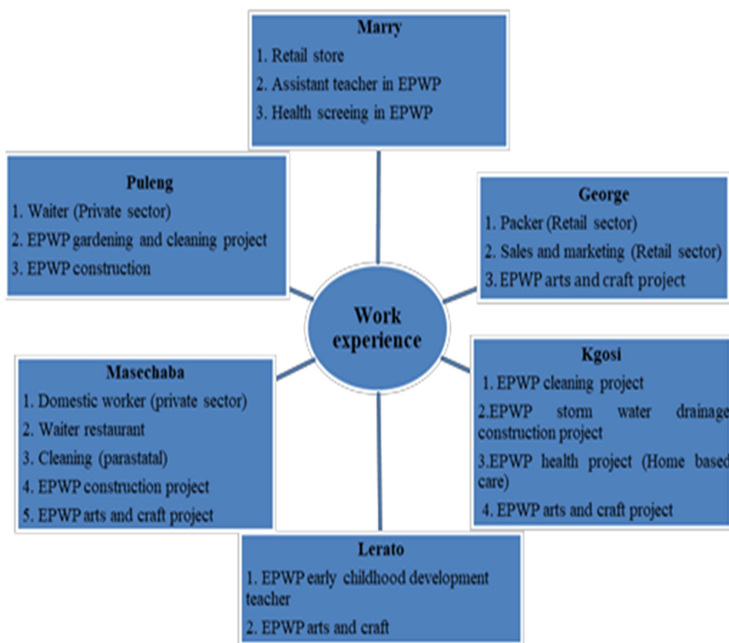 Marry
1. Retail store
2. Assistant teacher in EPWP
3. Health screeing in EPWP
Puleng
1. Waiter (Private sector)
2. EPWP gardening and cleaning project
3. EPWP construction
George
1. Packer (Retail sector)
2. Sales and marketing (Retail sector)
3. EPWP arts and craft project
Work
experience
Masechaba
1. Domestic worker (private sector)
2. Waiter restaurant
3. Cleaning (parastatal)
4. EPWP construction project
5. EPWP arts and craft project
Kgosi
1. EPWP cleaning project
2.EPWP storm water drainage
construction project
3.EPWP health project (Home based
care)
4. EPWP arts and craft project
Lerato
1. EPWP early childhood development
teacher
2. EPWP arts and craft